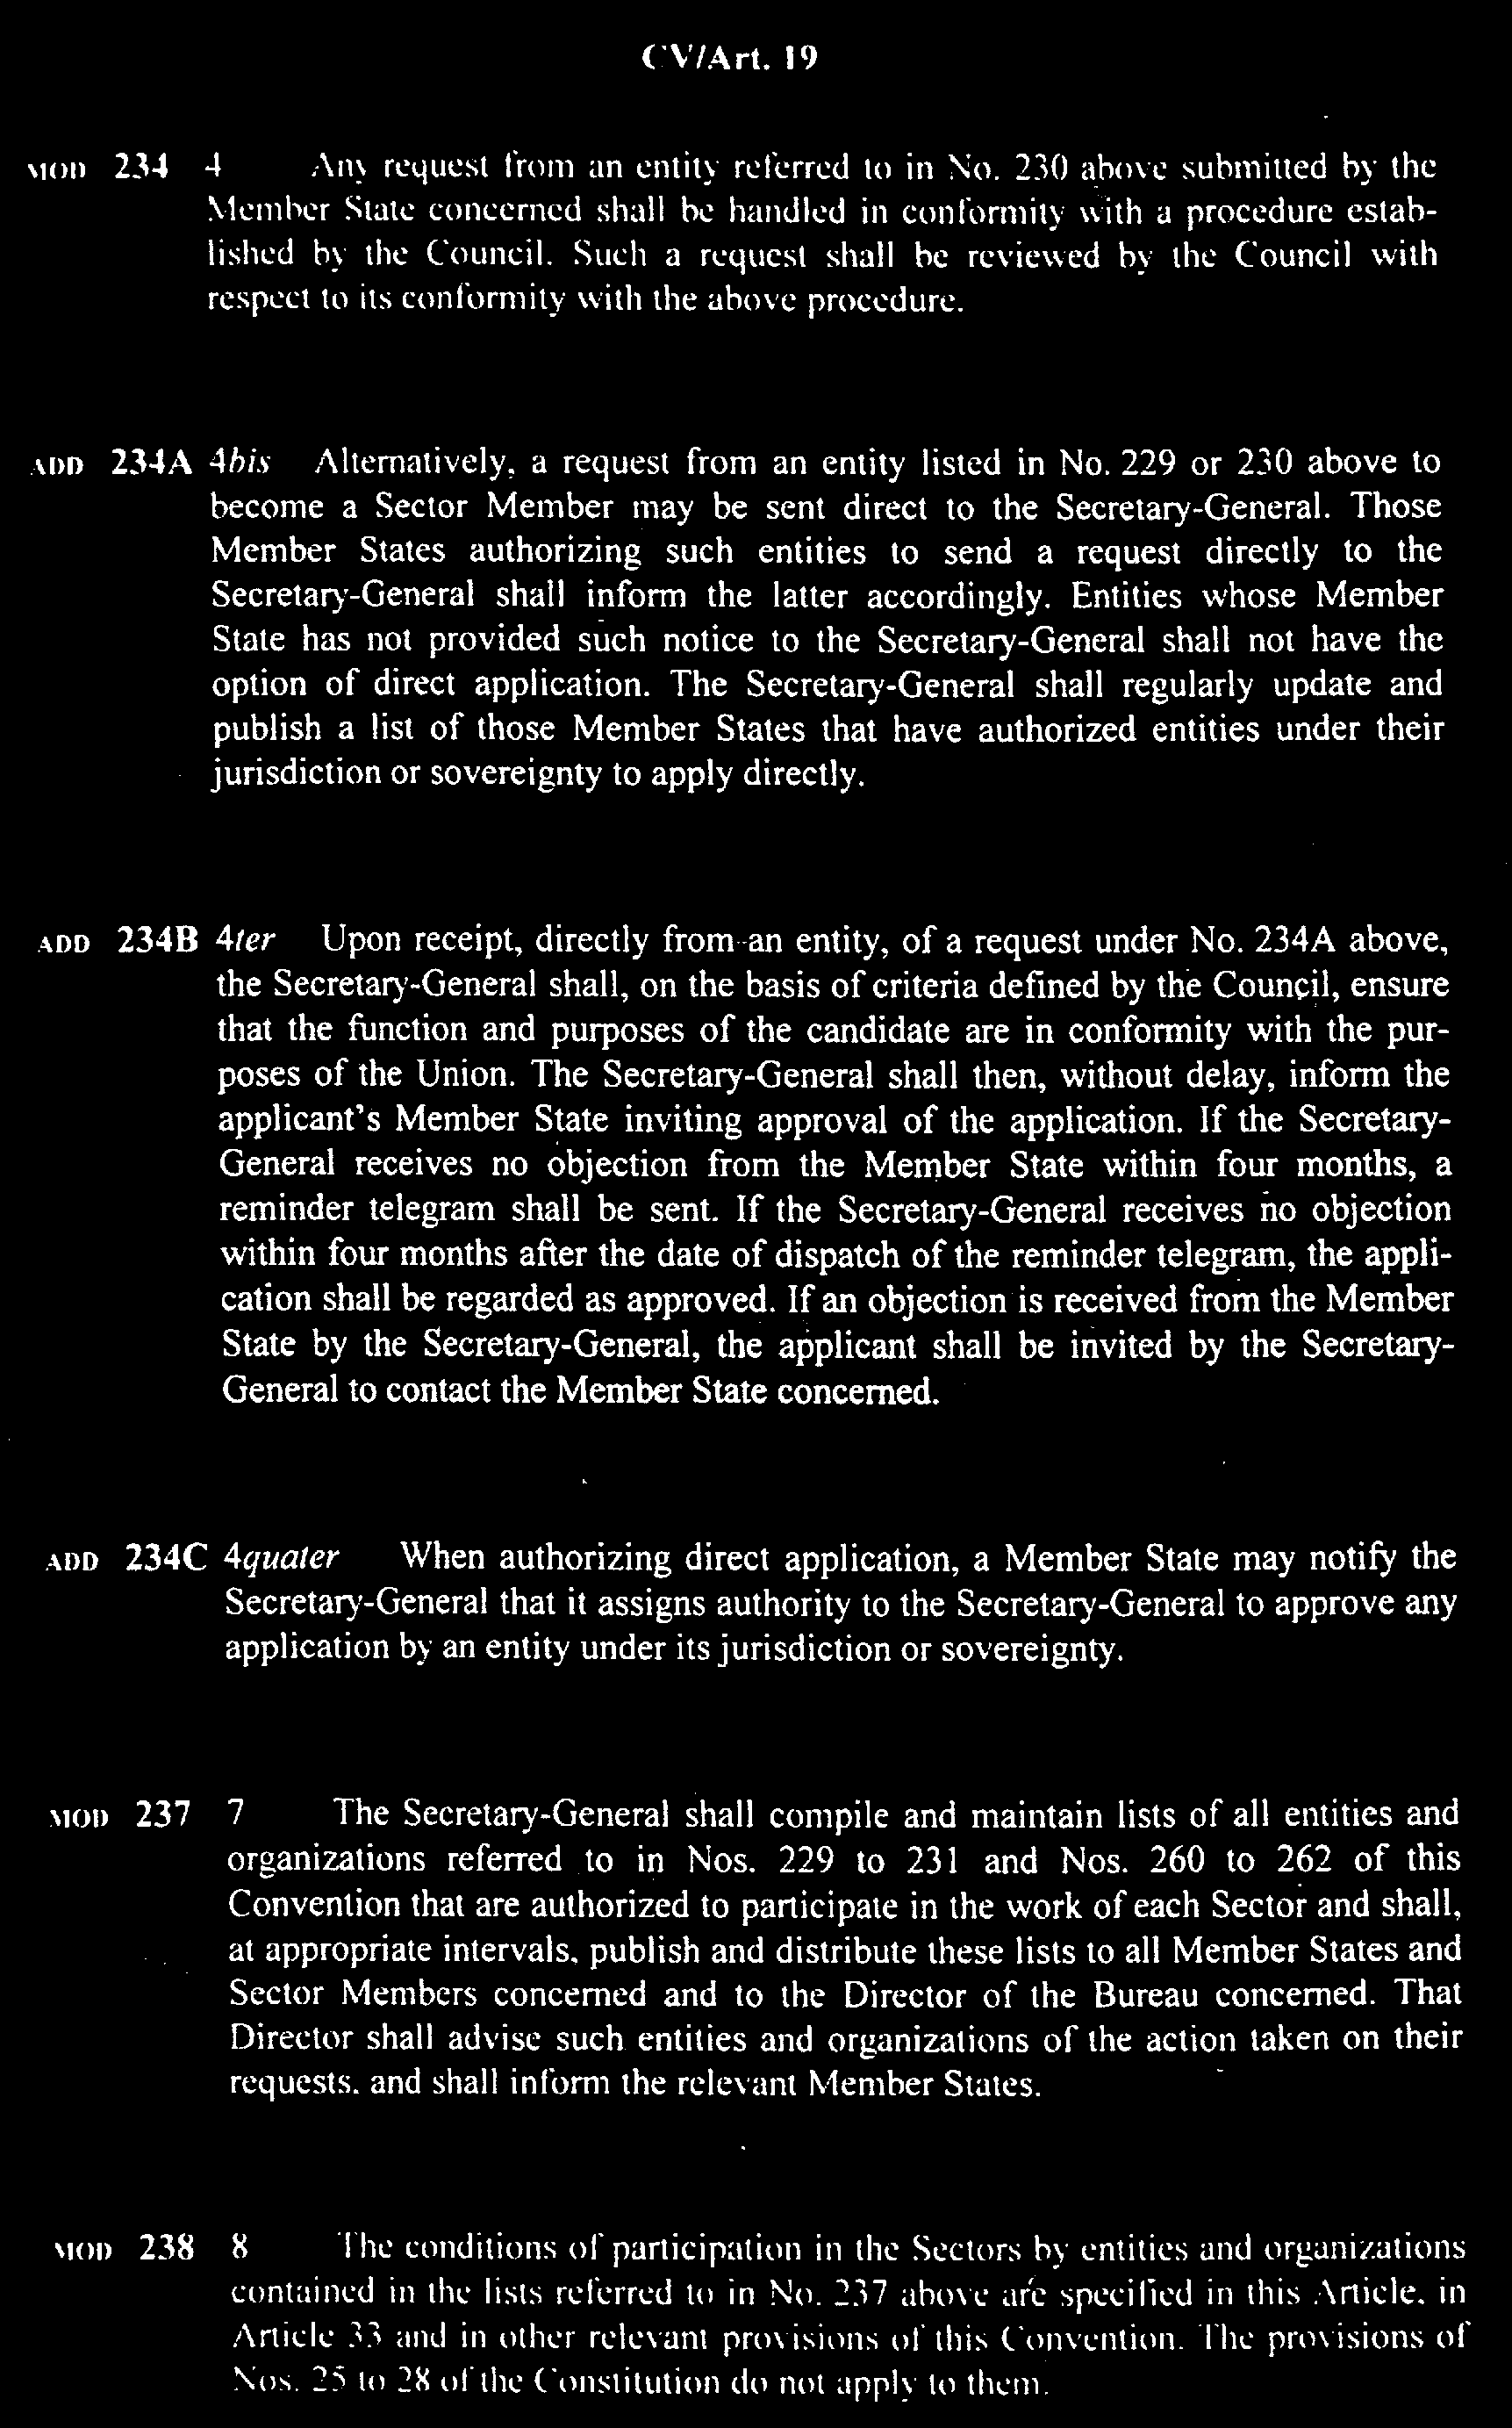 CV/Art. 19
MOD 234 4 Any request from an entity referred to in No. 230 above submitted by the
Member State concerned shall be handled in conformity with a procedure estab-
lished by the Council. Such a request shall be reviewed by the Council with
respect to its conformity with the above procedure.
ADD 234A 4bis Alternatively, a request from an entity listed in No. 229 or 230 above to
become a Sector Member may be sent direct to the Secretary-General. Those
Member States authorizing such entities to send a request directly to the
Secretary-General shall inform the latter accordingly. Entities whose Member
State has not provided such notice to the Secretary-General shall not have the
option of direct application. The Secretary-General shall regularly update and
publish a list of those Member States that have authorized entities under their
jurisdiction or sovereignty to apply directly.
ADD 234B 4ter Upon receipt, directly from an entity, of a request under No. 234A above,
the Secretary-General shall, on the basis of criteria defined by the Council, ensure
that the function and purposes of the candidate are in conformity with the pur-
poses of the Union. The Secretary-General shall then, without delay, inform the
applicant's Member State inviting approval of the application. If the Secretary-
General receives no objection from the Member State within four months, a
reminder telegram shall be sent. If the Secretary-General receives no objection
within four months after the date of dispatch of the reminder telegram, the appli-
cation shall be regarded as approved. If an objection is received from the Member
State by the Secretary-General, the applicant shall be invited by the Secretary-
General to contact the Member State concerned.
ADD 234C 4quater When authorizing direct application, a Member State may notify the
Secretary-General that it assigns authority to the Secretary-General to approve any
application by an entity under its jurisdiction or sovereignty.
MOD 237 7 The Secretary-General shall compile and maintain lists of all entities and
organizations referred to in Nos. 229 to 231 and Nos. 260 to 262 of this
Convention that are authorized to participate in the work of each Sector and shall,
at appropriate intervals, publish and distribute these lists to all Member States and
Sector Members concerned and to the Director of the Bureau concerned. That
Director shall advise such entities and organizations of the action taken on their
requests, and shall inform the relevant Member States.
MOD 238 8 The conditions of participation in the Sectors by entities and organizations
contained in the lists referred to in No. 237 above are specified in this Article, in
Article 33 and in other relevant provisions of this Convention. The provisions of
Nos. 25 to 28 of the Constitution do not apply to them.